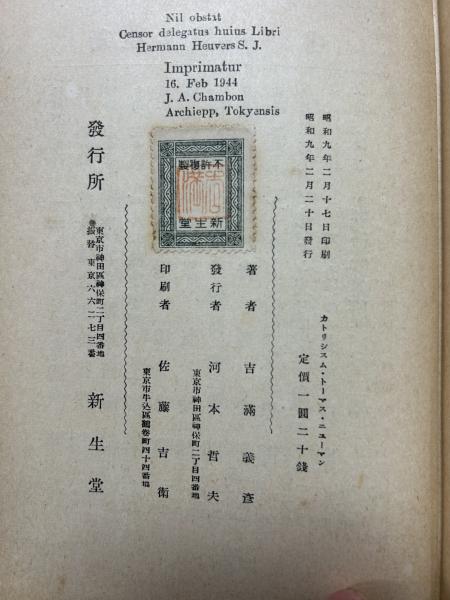 Nil obstat
Censor delegatus huius Libri
Hermann Heuvers S. J.
Imprimatur
16. Feb 1944
J. A. Chambon
Archiepp, Tokyensis
昭和九年二月十七日印刷
昭和九年二月二十日發行
カトリシスム・トーマス・ニューマン
定價一圓二十錢
不許複製
新生堂
著者 吉滿義彥
發行者 河本哲夫
東京市神田區神保町二丁目四番地
印刷者 佐藤吉衛
東京市牛込區鶴卷町四十四番地
發行所 新生堂
東京市神田區神保町二丁目四番地
振替東京六六二七三番